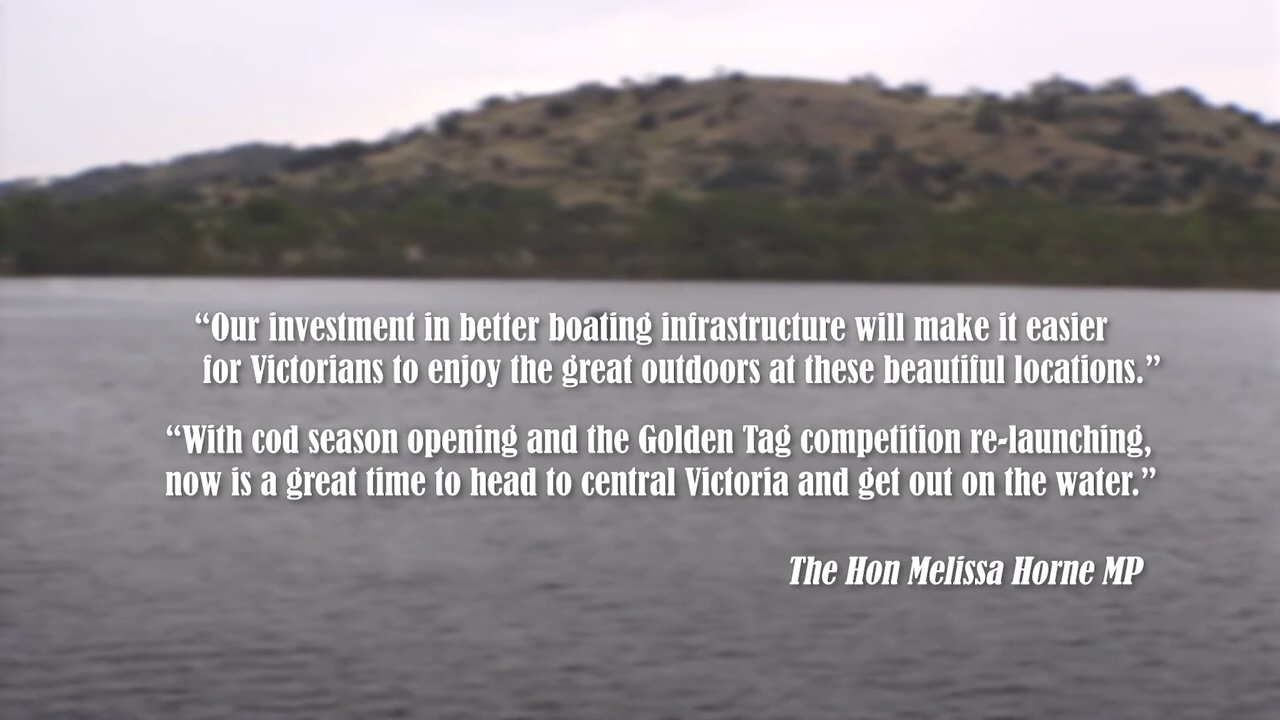 “Our investment in better boating infrastructure will make it easier
for Victorians to enjoy the great outdoors at these beautiful locations.”
“With cod season opening and the Golden Tag competition re-launching,
now is a great time to head to central Victoria and get out on the water.”
The Hon Melissa Horne MP